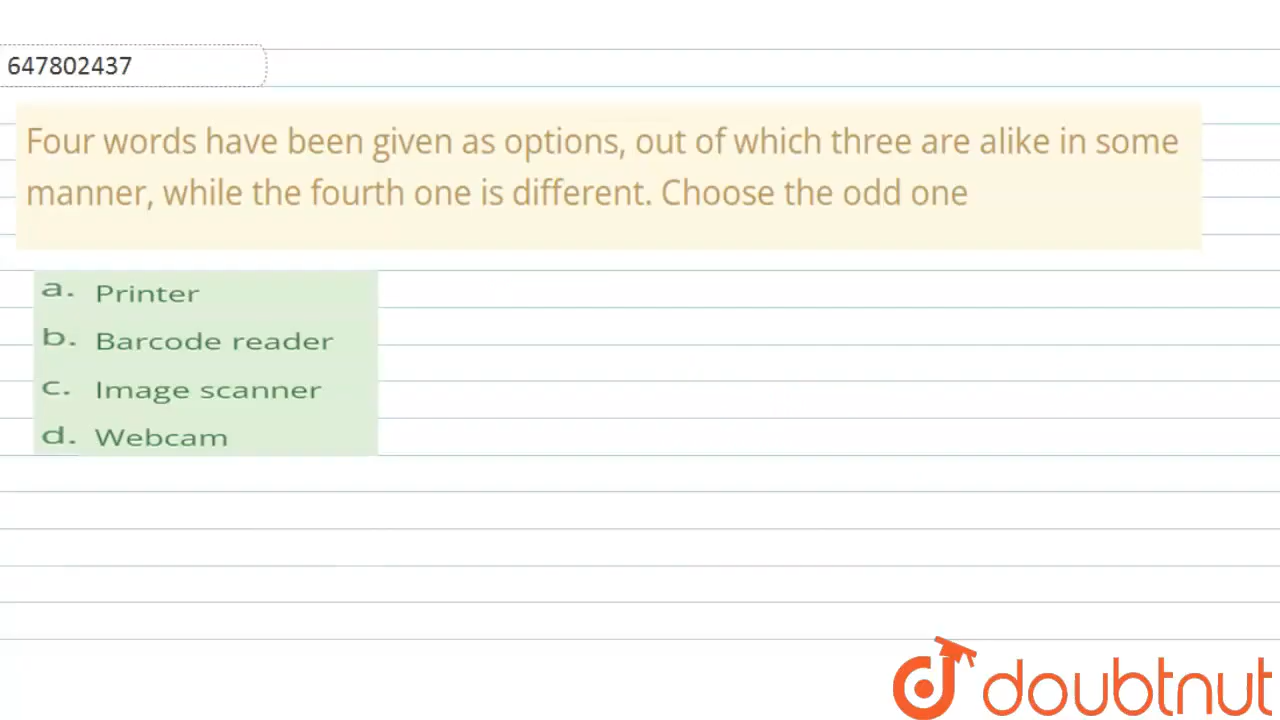 647802437
Four words have been given as options, out of which three are alike in some
manner, while the fourth one is different. Choose the odd one
a. Printer
b. Barcode reader
c. Image scanner
d. Webcam
doubtnut